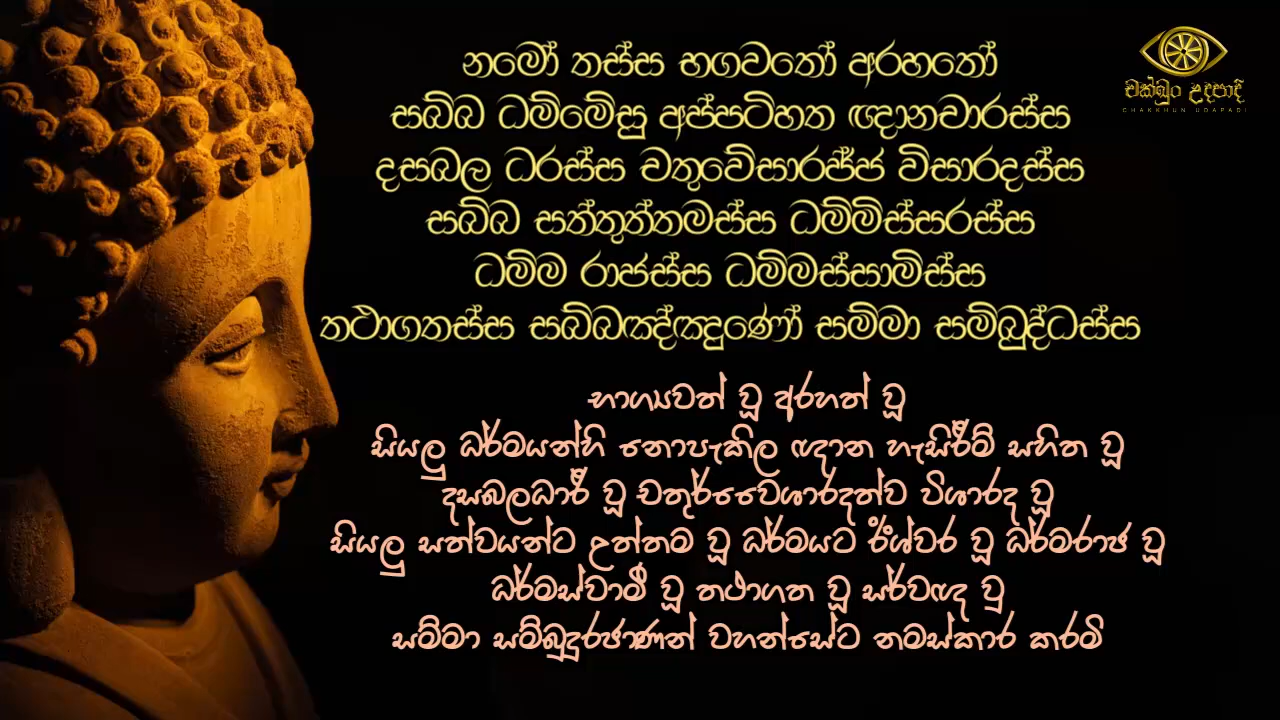 නමෝ තස්ස භගවතෝ අරහතෝ
සබ්බ ධම්මේසු අප්පටිහත ඥානචාරස්ස
දසබල ධරස්ස චතුවේසාරජ්ජ විසාරදස්ස
සබ්බ සත්තුත්තමස්ස ධම්මිස්සරස්ස
ධම්ම රාජස්ස ධම්මස්සාමිස්ස
තථාගතස්ස සබ්බඤ්ඤුණෝ සම්මා සම්බුද්ධස්ස
භාග්‍යවත් වූ අරහත් වූ
සියලු ධර්මයන්හි නොපැකිල ඥාන හැසිරීම් සහිත වූ
දසබලධාරී වූ චතුර්වෛශාරදත්ව විශාරද වූ
සියලු සත්වයන්ට උත්තම වූ ධර්මයට ඊශ්වර වූ ධර්මරාජ වූ
ධර්මස්වාමී වූ තථාගත වූ සර්වඥ වු
සම්මා සම්බුදුරජාණන් වහන්සේට නමස්කාර කරමි
චක්ඛුං උදපාදි
CHAKKHUN UDAPADI